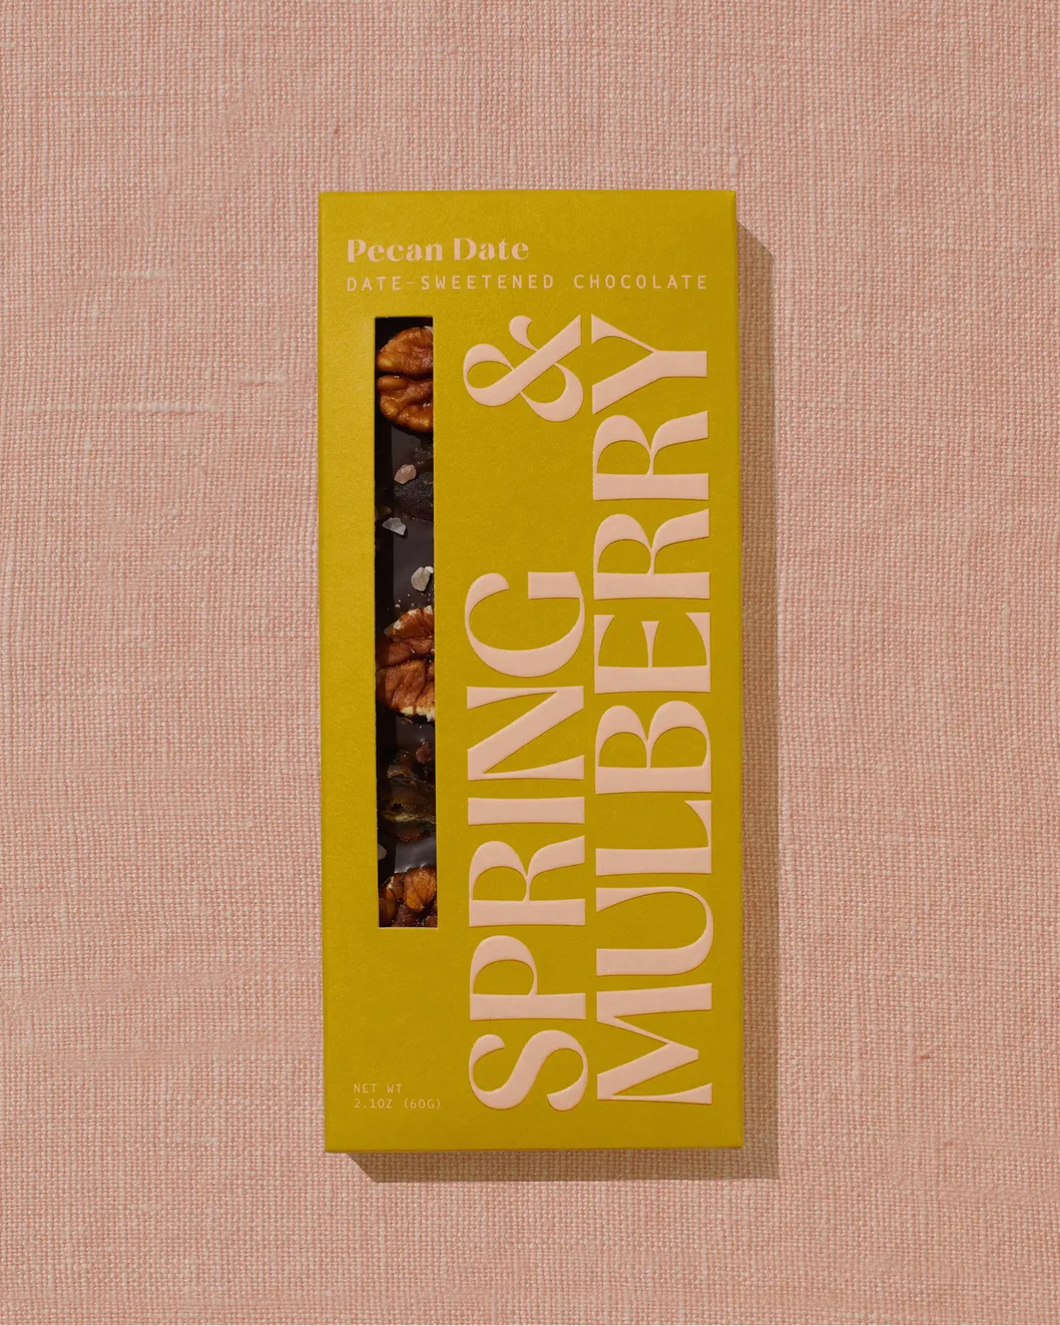 Pecan Date
DATE-SWEETENED CHOCOLATE
SPRING &
MULBERRY
NET WT
2.1OZ (60G)